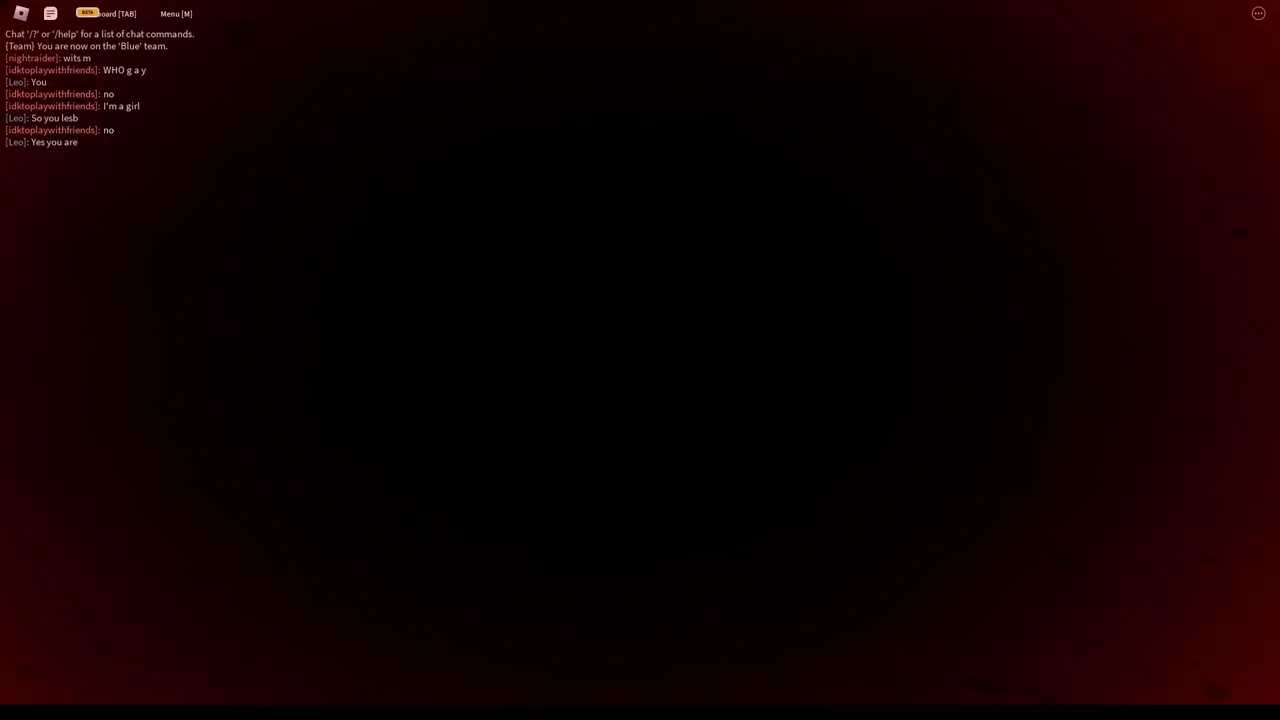 BETA
oard [TAB]
Menu [M]
Chat '/?' or '/help' for a list of chat commands.
{Team} You are now on the 'Blue' team.
[nightraider]: wits m
[idktoplaywithfriends]: WHO g a y
[Leo]: You
[idktoplaywithfriends]: no
[idktoplaywithfriends]: I'm a girl
[Leo]: So you lesb
[idktoplaywithfriends]: no
[Leo]: Yes you are